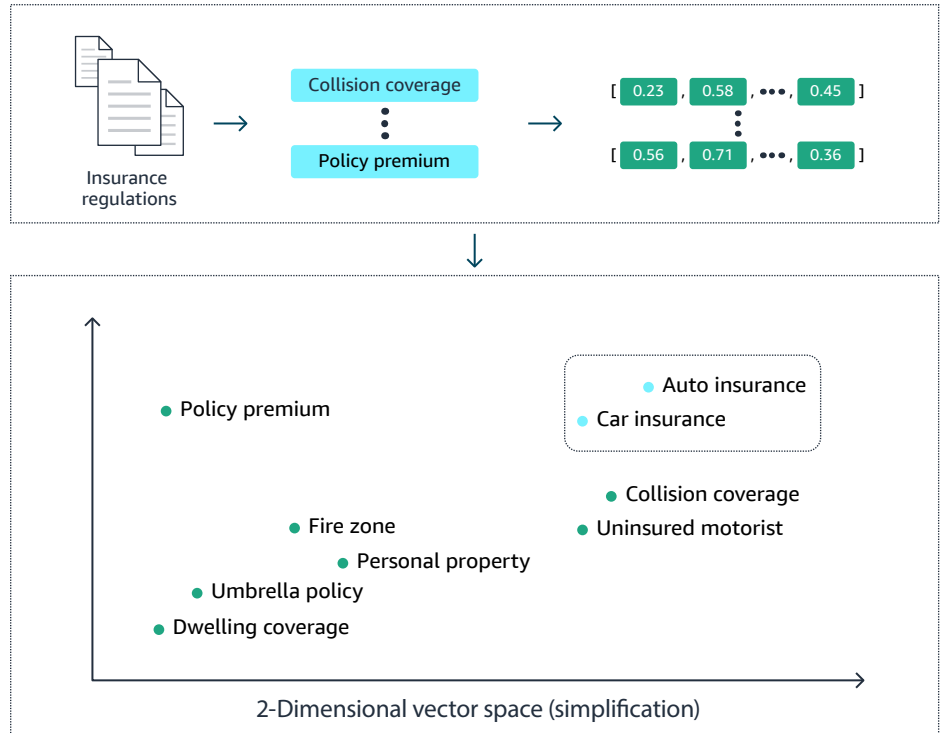 Insurance
regulations
Collision coverage
Policy premium
[ 0.23 , 0.58 , ••• , 0.45 ]
[ 0.56 , 0.71 , ••• , 0.36 ]
Auto insurance
Policy premium
Car insurance
Collision coverage
Fire zone
Uninsured motorist
Personal property
Umbrella policy
Dwelling coverage
2-Dimensional vector space (simplification)